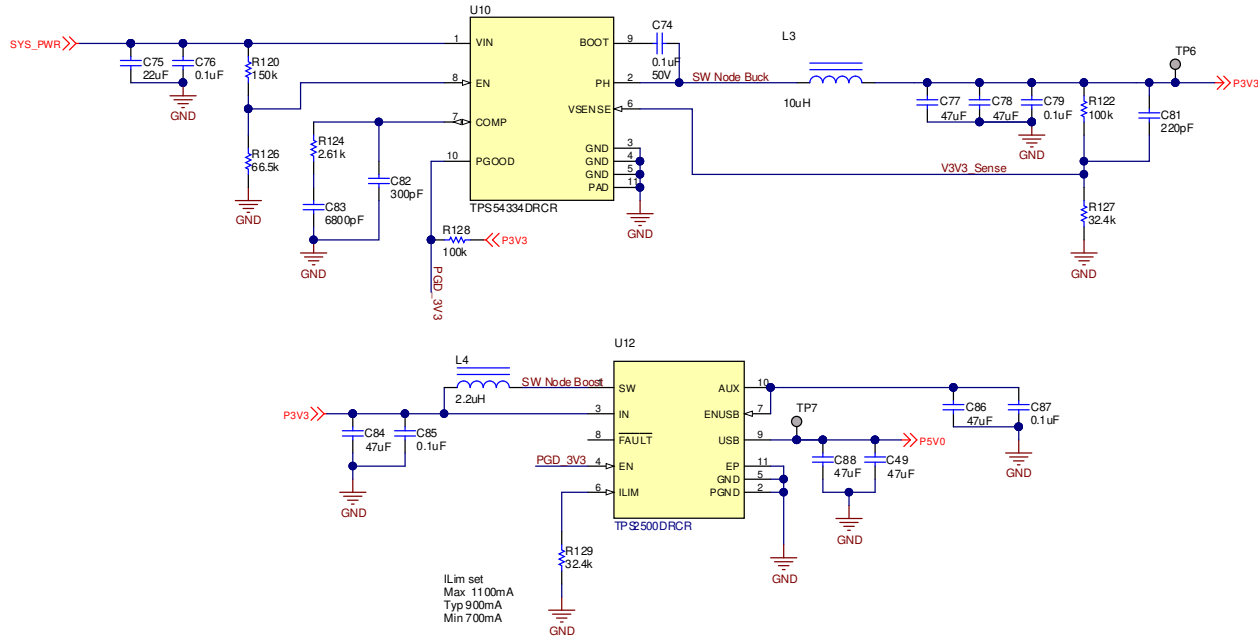 U10
SYS_PWR
C75
22uF
C76
0.1uF
R120
150k
R126
66.5k
GND
GND
R124
2.61k
C83
6800pF
C82
300pF
GND
1
VIN
8
EN
7
COMP
10
PGOOD
BOOT
9
PH
2
VSENSE
6
GND
3
GND
4
GND
5
PAD
11
TPS54334DRCR
GND
R128
100k
P3V3
PGD_3V3
C74
0.1uF
50V
SW Node Buck
L3
10uH
TP6
P3V3
C77
47uF
C78
47uF
C79
0.1uF
GND
R122
100k
C81
220pF
V3V3_Sense
R127
32.4k
GND
U12
L4
2.2uH
SW Node Boost
P3V3
C84
47uF
C85
0.1uF
GND
SW
3
IN
8
FAULT
PGD_3V3
4
EN
6
ILIM
AUX
10
ENUSB
7
USB
9
EP
11
GND
5
PGND
2
TPS2500DRCR
R129
32.4k
GND
ILim set
Max 1100mA
Typ 900mA
Min 700mA
TP7
P5V0
C88
47uF
C49
47uF
GND
C86
47uF
C87
0.1uF
GND
GND